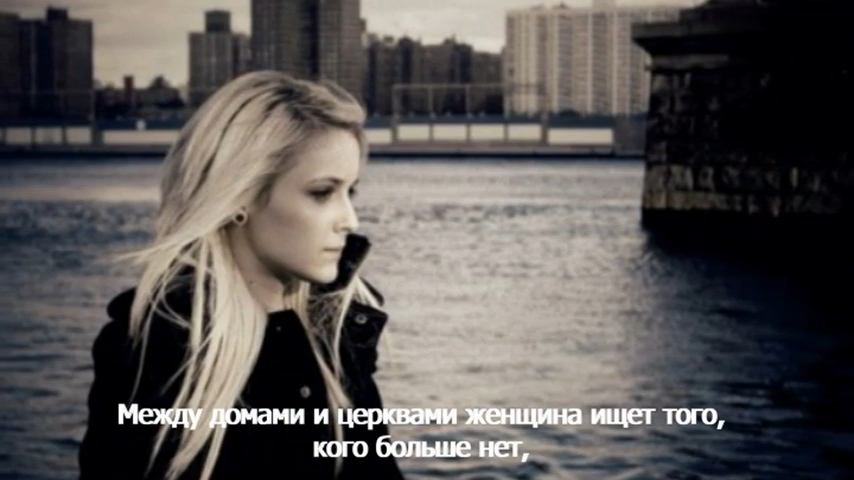 Между домами и церквами женщина ищет того,
кого больше нет,